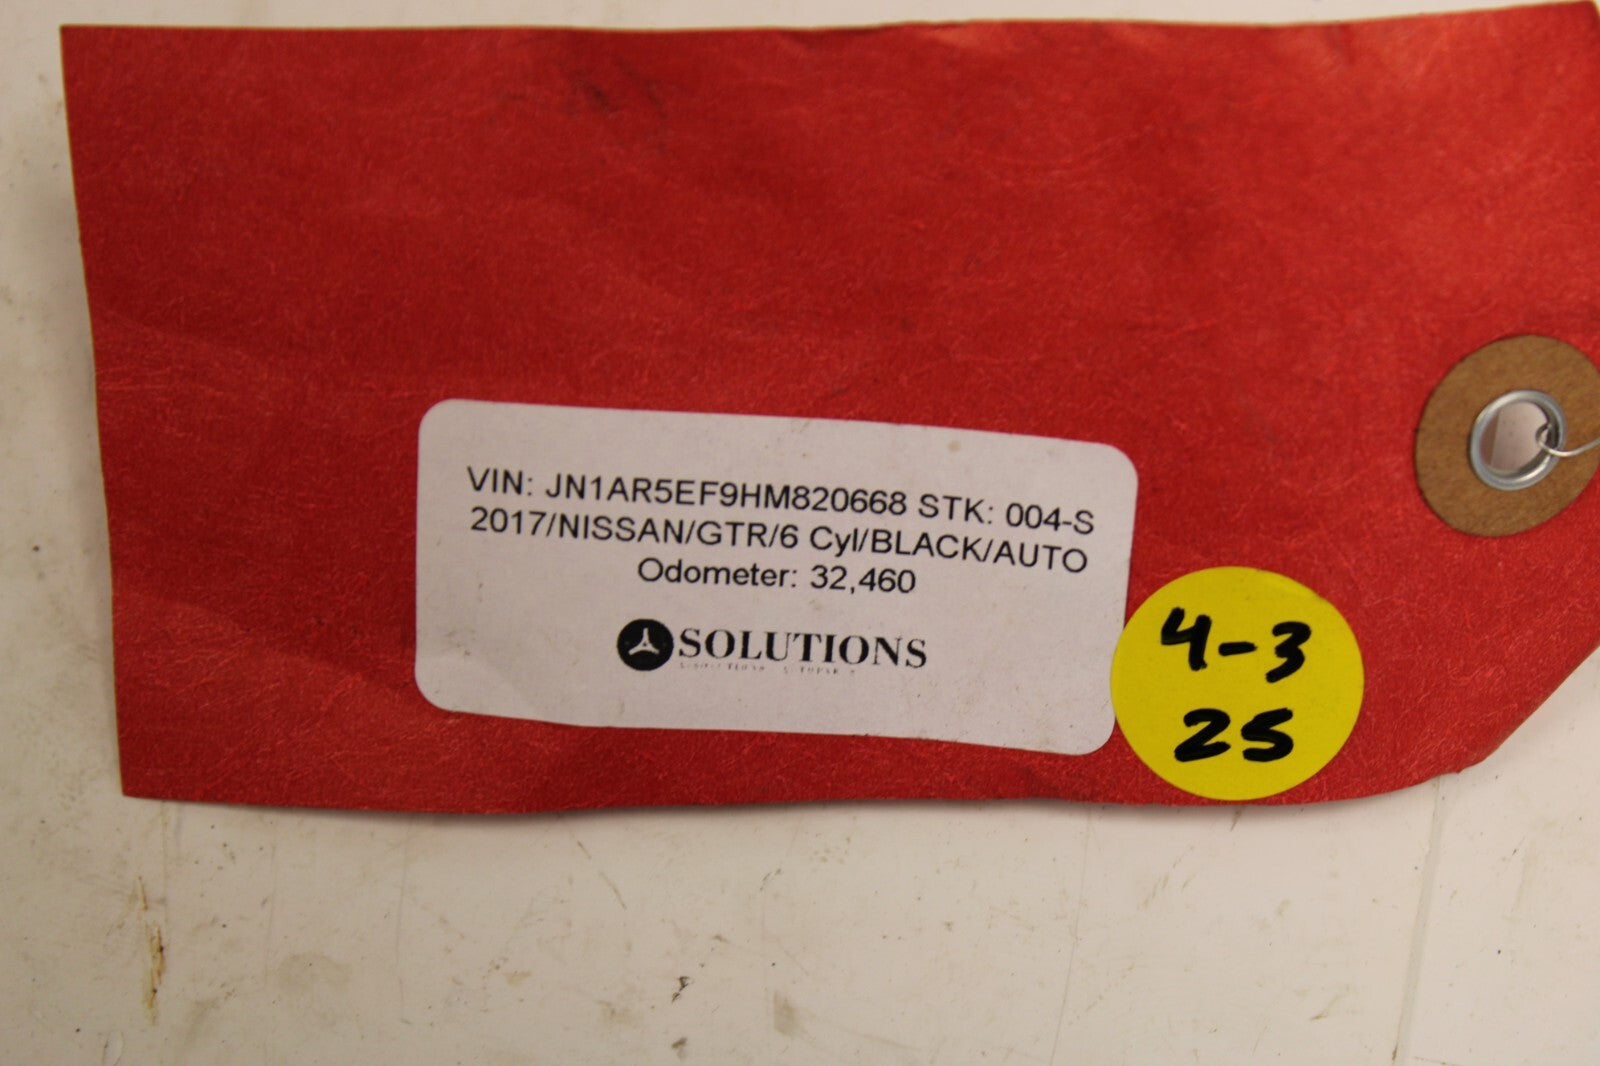 VIN: JN1AR5EF9HM820668 STK: 004-S
2017/NISSAN/GTR/6 Cyl/BLACK/AUTO
Odometer: 32,460
SOLUTIONS
4-3
25